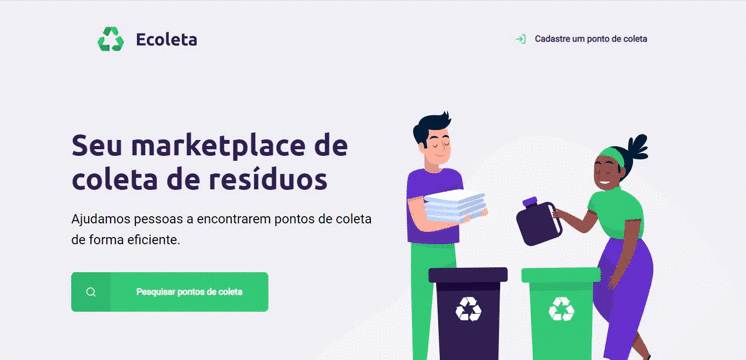 Ecoleta
Cadastre um ponto de coleta
Seu marketplace de
coleta de resíduos
Ajudamos pessoas a encontrarem pontos de coleta
de forma eficiente.
Pesquisar pontos de coleta